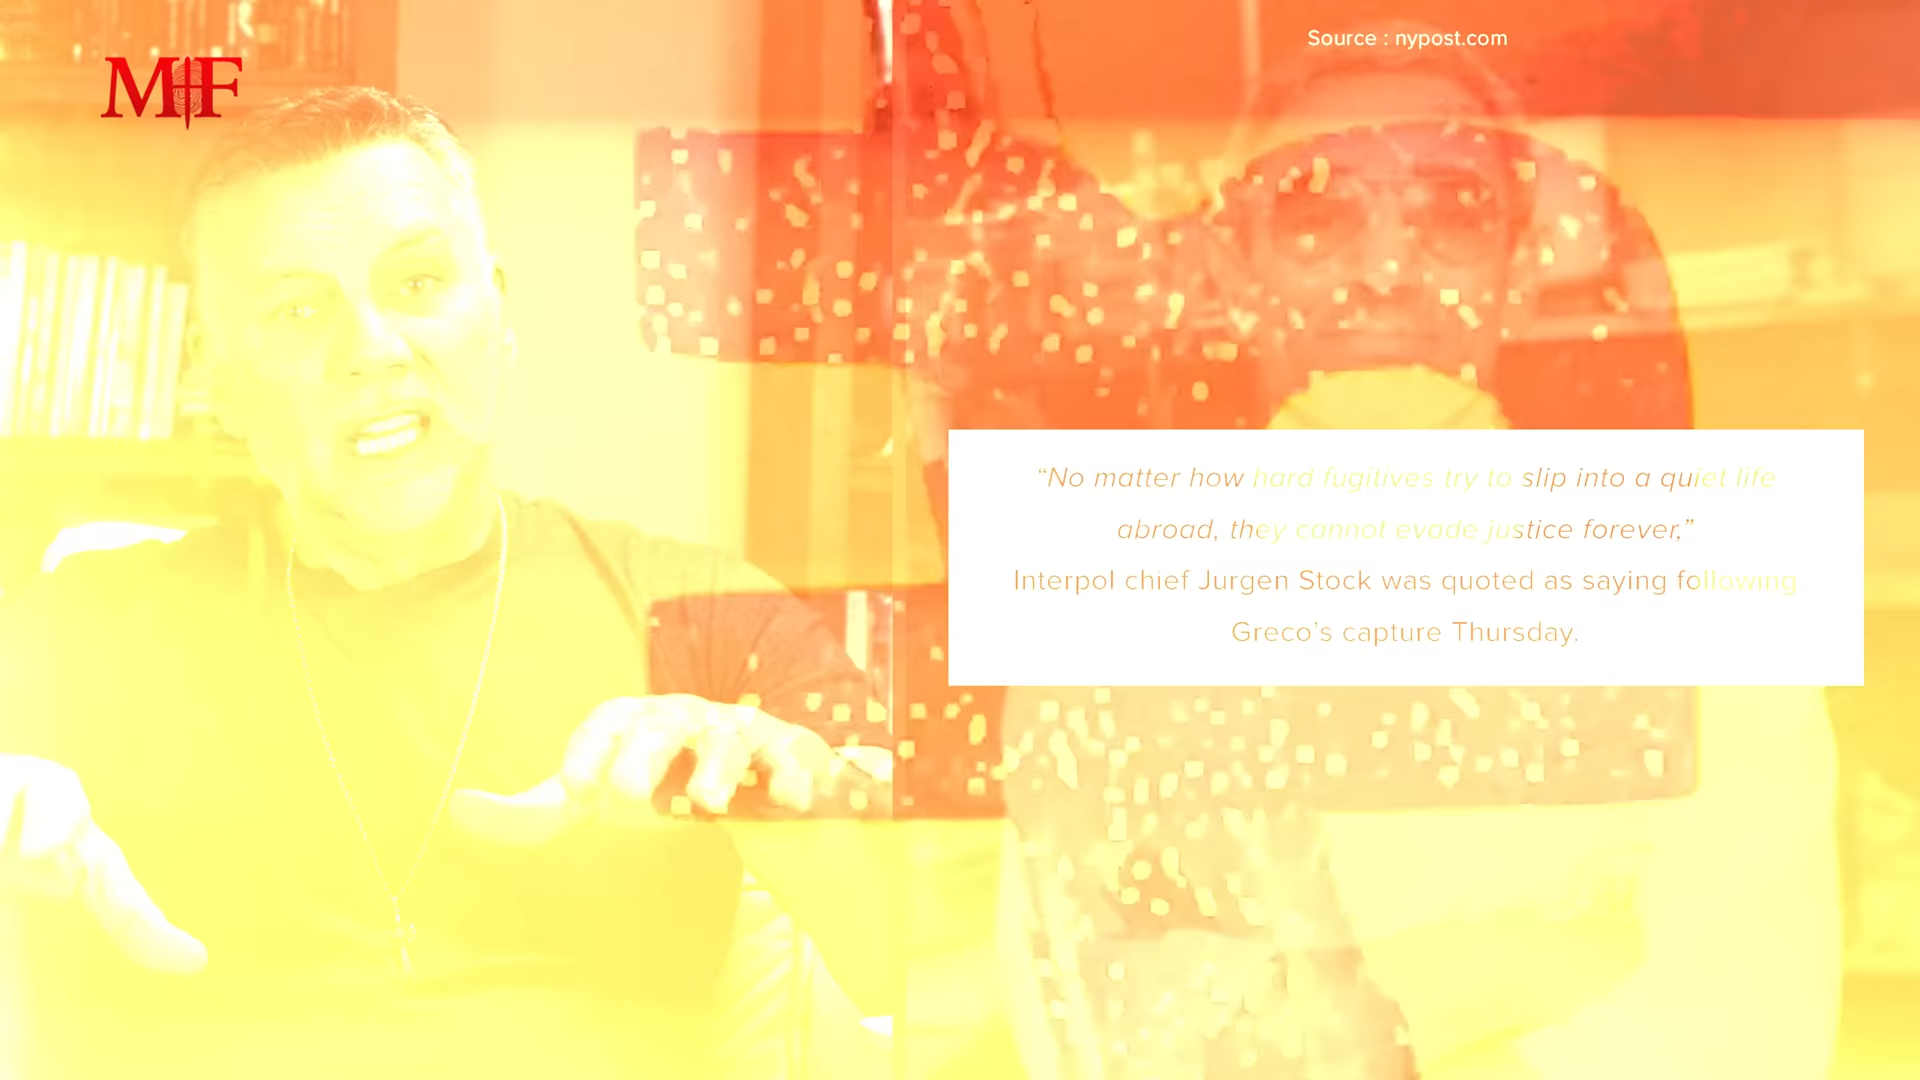 MF
Source : nypost.com
“No matter how hard fugitives try to slip into a quiet life
abroad, they cannot evade justice forever,”
Interpol chief Jurgen Stock was quoted as saying following
Greco’s capture Thursday.